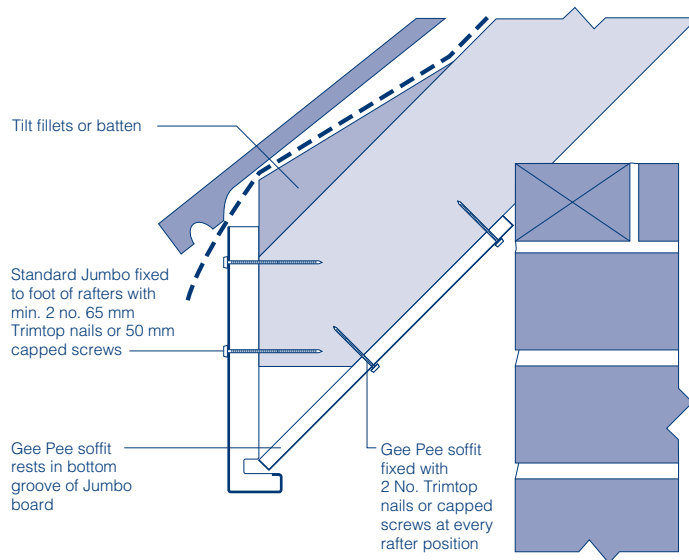 Tilt fillets or batten
Standard Jumbo fixed
to foot of rafters with
min. 2 no. 65 mm
Trimtop nails or 50 mm
capped screws
Gee Pee soffit
rests in bottom
groove of Jumbo
board
Gee Pee soffit
fixed with
2 No. Trimtop
nails or capped
screws at every
rafter position